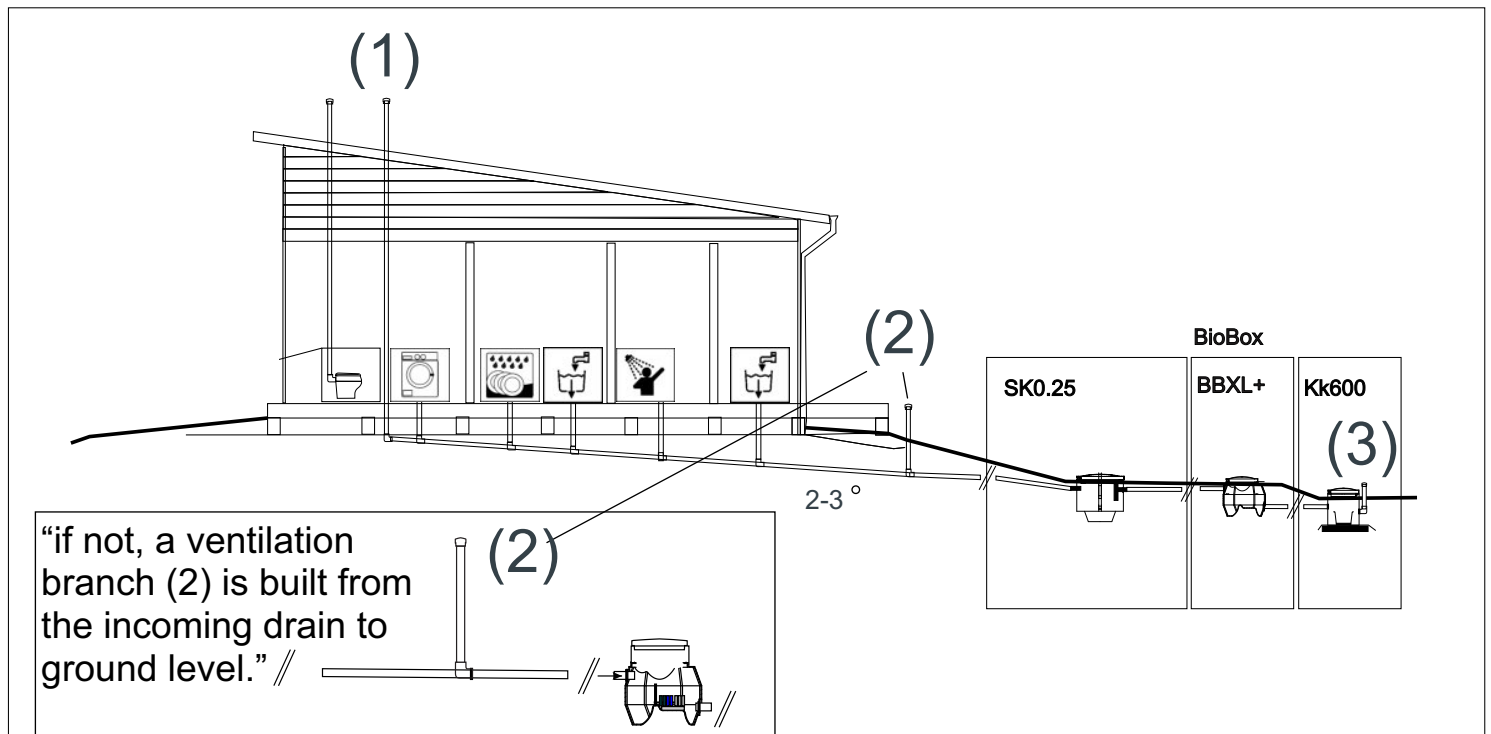 (1)
(2)
BioBox
SK0.25
BBXL+
Kk600
(3)
2-3 °
“if not, a ventilation
branch (2) is built from
the incoming drain to
ground level.”
(2)